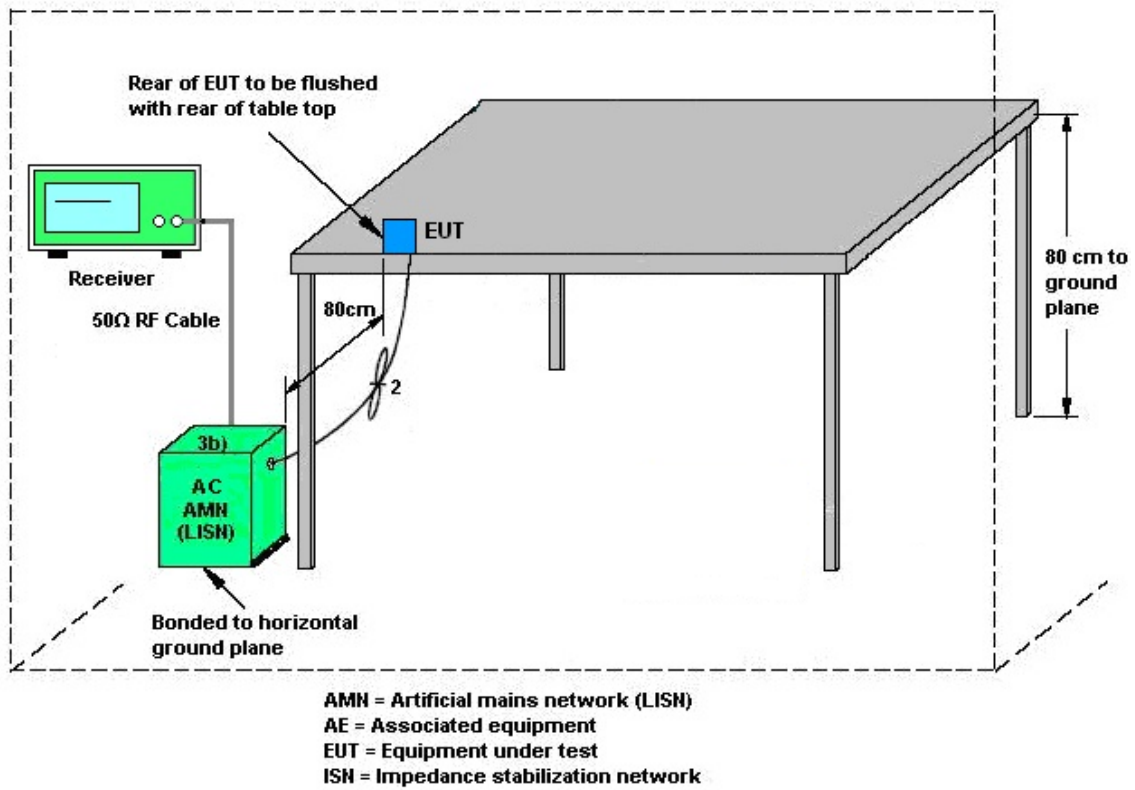 Rear of EUT to be flushed
with rear of table top
EUT
Receiver
50Ω RF Cable
80cm
80 cm to
ground
plane
2
3b)
AC
AMN
(LISN)
Bonded to horizontal
ground plane
AMN = Artificial mains network (LISN)
AE = Associated equipment
EUT = Equipment under test
ISN = Impedance stabilization network